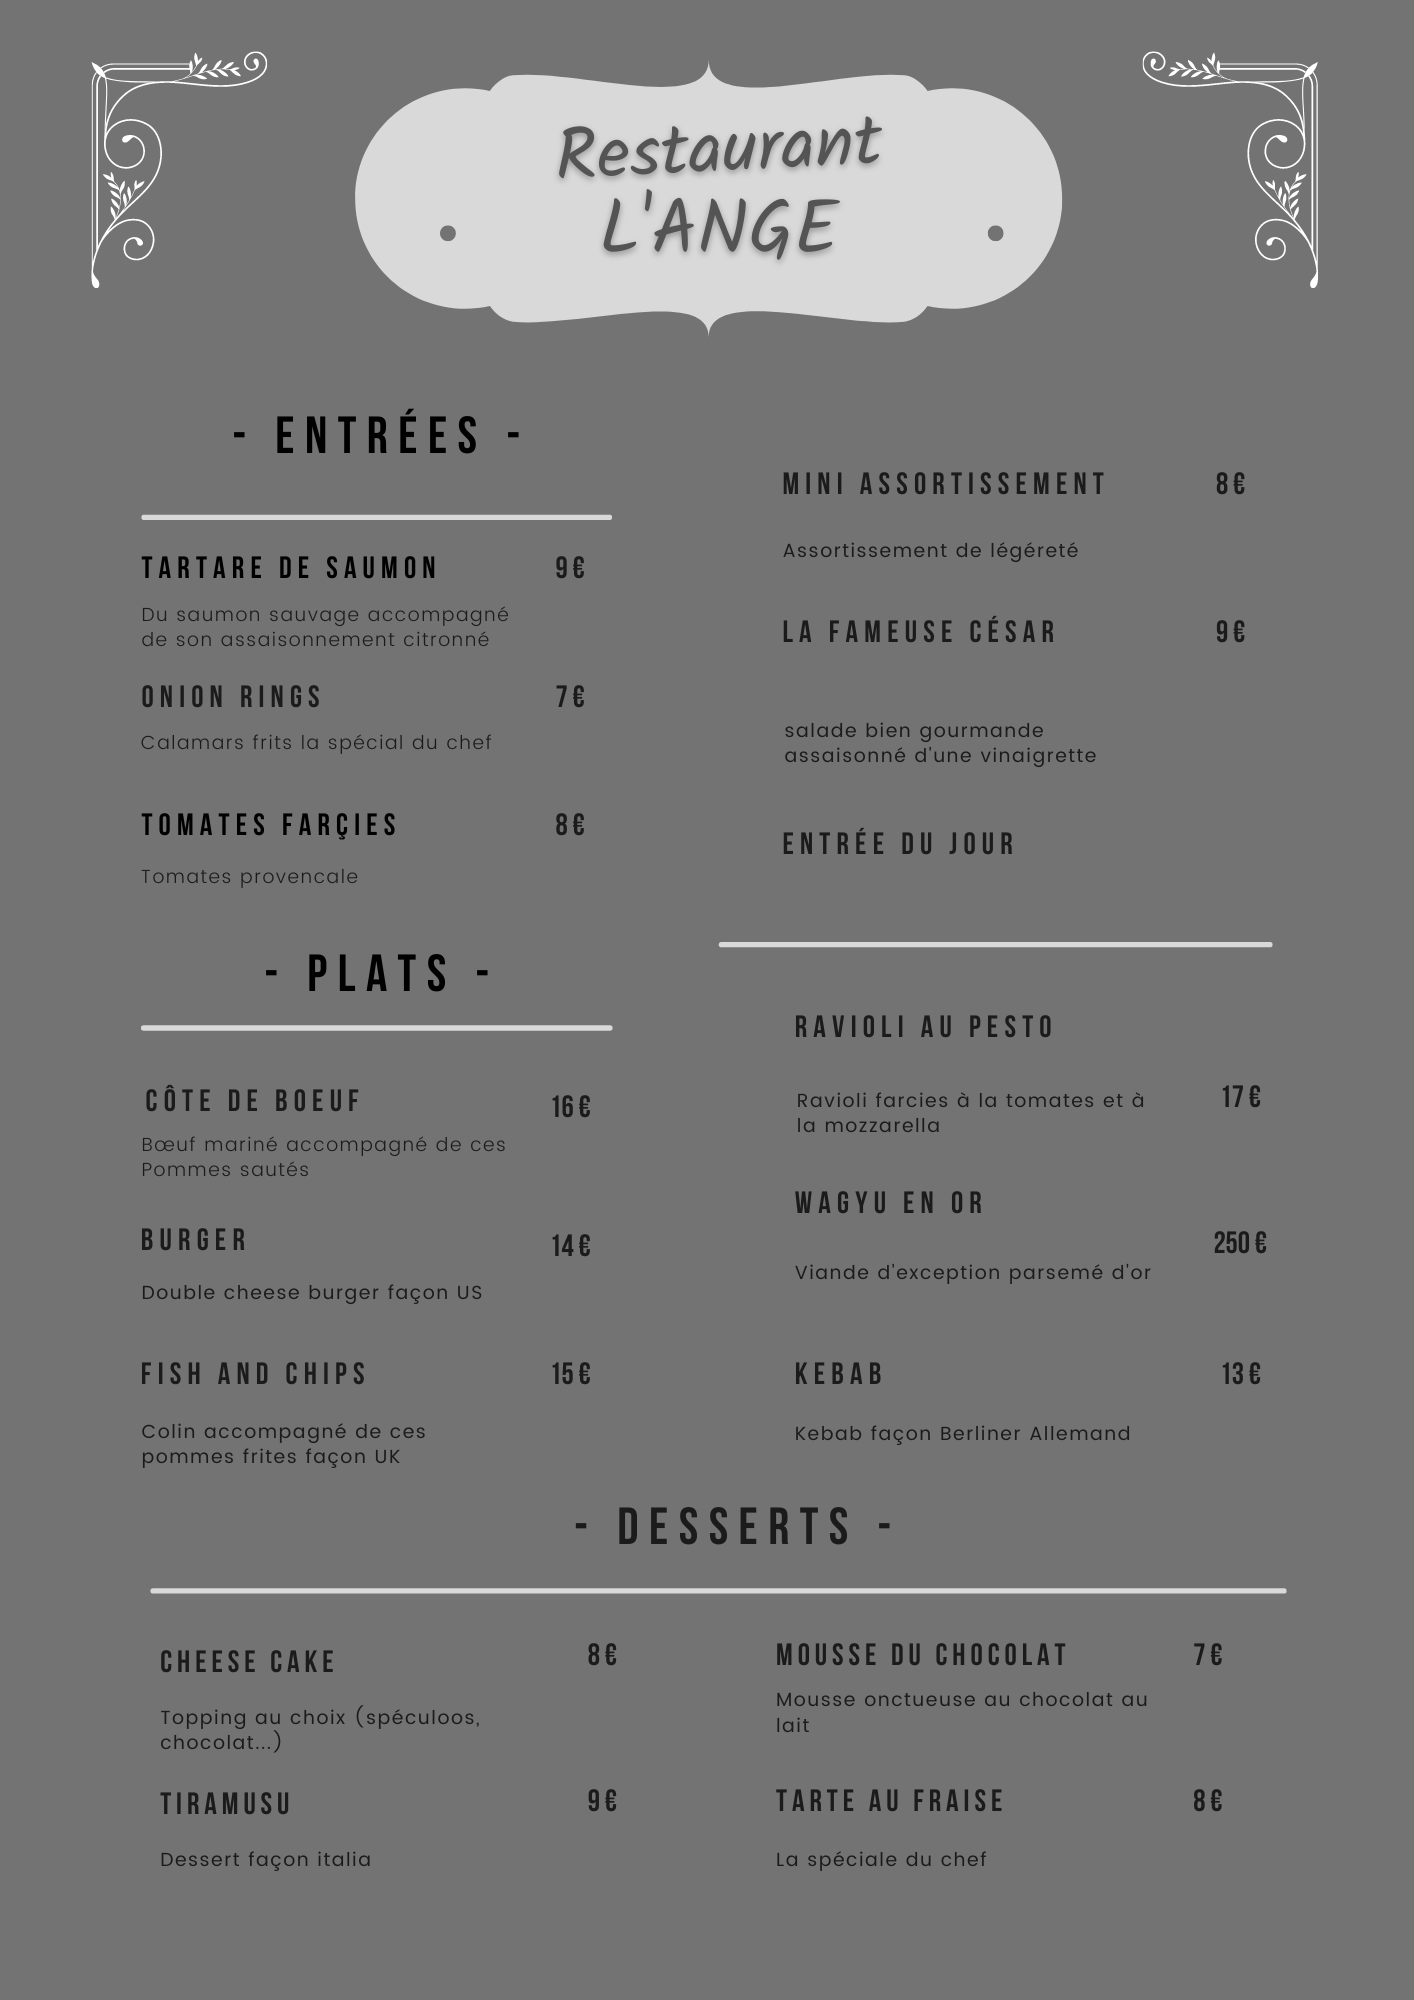 Restaurant
L'ANGE
- ENTRÉES -
TARTARE DE SAUMON 9€
Du saumon sauvage accompagné
de son assaisonnement citronné
ONION RINGS 7€
Calamars frits la spécial du chef
TOMATES FARÇIES 8€
Tomates provencale
MINI ASSORTISSEMENT 8€
Assortissement de légéreté
LA FAMEUSE CÉSAR 9€
salade bien gourmande
assaisonné d'une vinaigrette
ENTRÉE DU JOUR
- PLATS -
CÔTE DE BOEUF 16€
Bœuf mariné accompagné de ces
Pommes sautés
BURGER 14€
Double cheese burger façon US
FISH AND CHIPS 15€
Colin accompagné de ces
pommes frites façon UK
RAVIOLI AU PESTO
Ravioli farcies à la tomates et à 17€
la mozzarella
WAGYU EN OR
250€
Viande d'exception parsemé d'or
KEBAB 13€
Kebab façon Berliner Allemand
- DESSERTS -
CHEESE CAKE 8€
Topping au choix (spéculoos,
chocolat...)
TIRAMUSU 9€
Dessert façon italia
MOUSSE DU CHOCOLAT 7€
Mousse onctueuse au chocolat au
lait
TARTE AU FRAISE 8€
La spéciale du chef